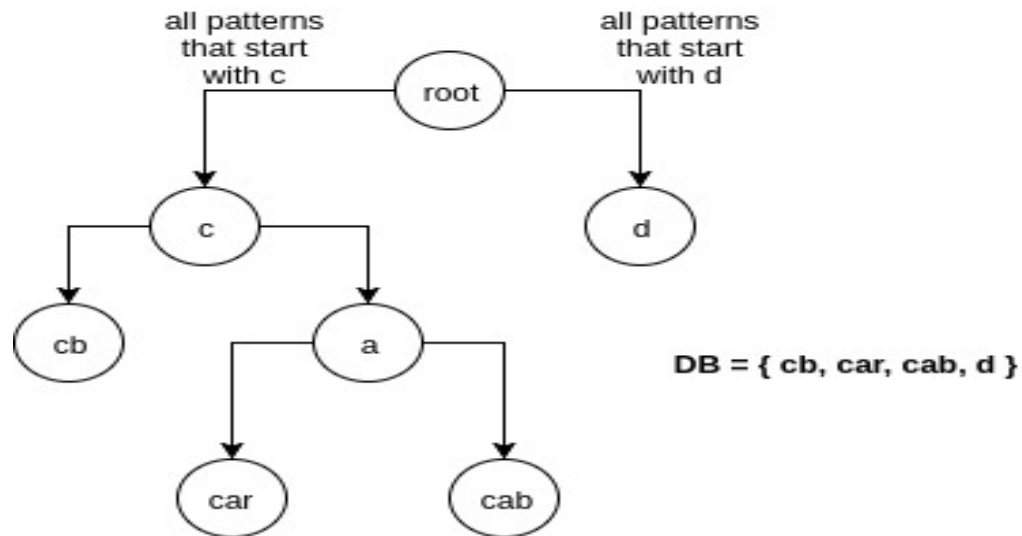 all patterns
that start
with c
all patterns
that start
with d
root
c
d
cb
a
DB = { cb, car, cab, d }
car
cab